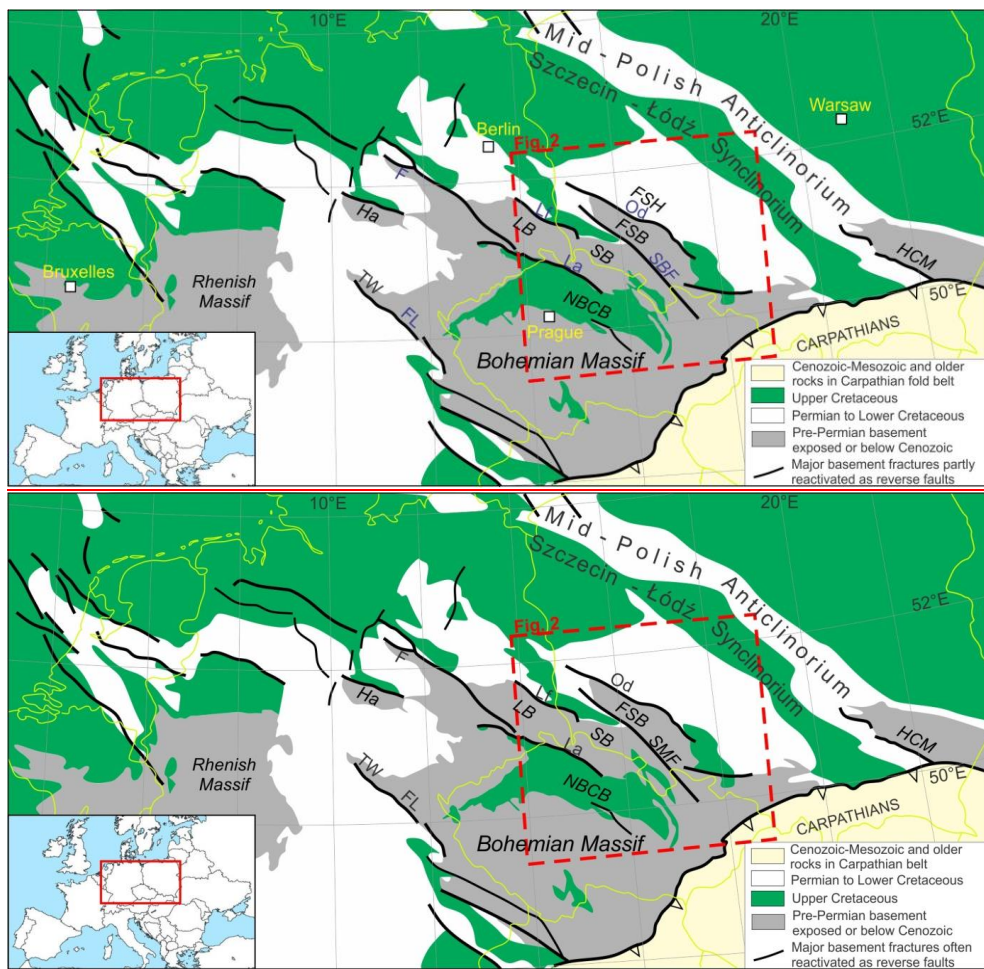 10°E
20°E
Mid - Polish Anticlinorium
Szczecin - Łódź Synclinorium
Warsaw
52°E
Berlin
Fig. 2
F
Ha
Lf
LB
FSH
Od
FSB
SB
SBF
La
HCM
Bruxelles
Rhenish
Massif
TW
FL
NBCB
Prague
50°E
CARPATHIANS
Bohemian Massif
Cenozoic-Mesozoic and older
rocks in Carpathian fold belt
Upper Cretaceous
Permian to Lower Cretaceous
Pre-Permian basement
exposed or below Cenozoic
Major basement fractures partly
reactivated as reverse faults
10°E
20°E
Mid - Polish Anticlinorium
Szczecin - Łódź Synclinorium
52°E
Fig. 2
F
Ha
Lf
LB
Od
FSB
SB
SMF
La
HCM
Rhenish
Massif
TW
FL
NBCB
50°E
CARPATHIANS
Bohemian Massif
Cenozoic-Mesozoic and older
rocks in Carpathian belt
Permian to Lower Cretaceous
Upper Cretaceous
Pre-Permian basement
exposed or below Cenozoic
Major basement fractures often
reactivated as reverse faults